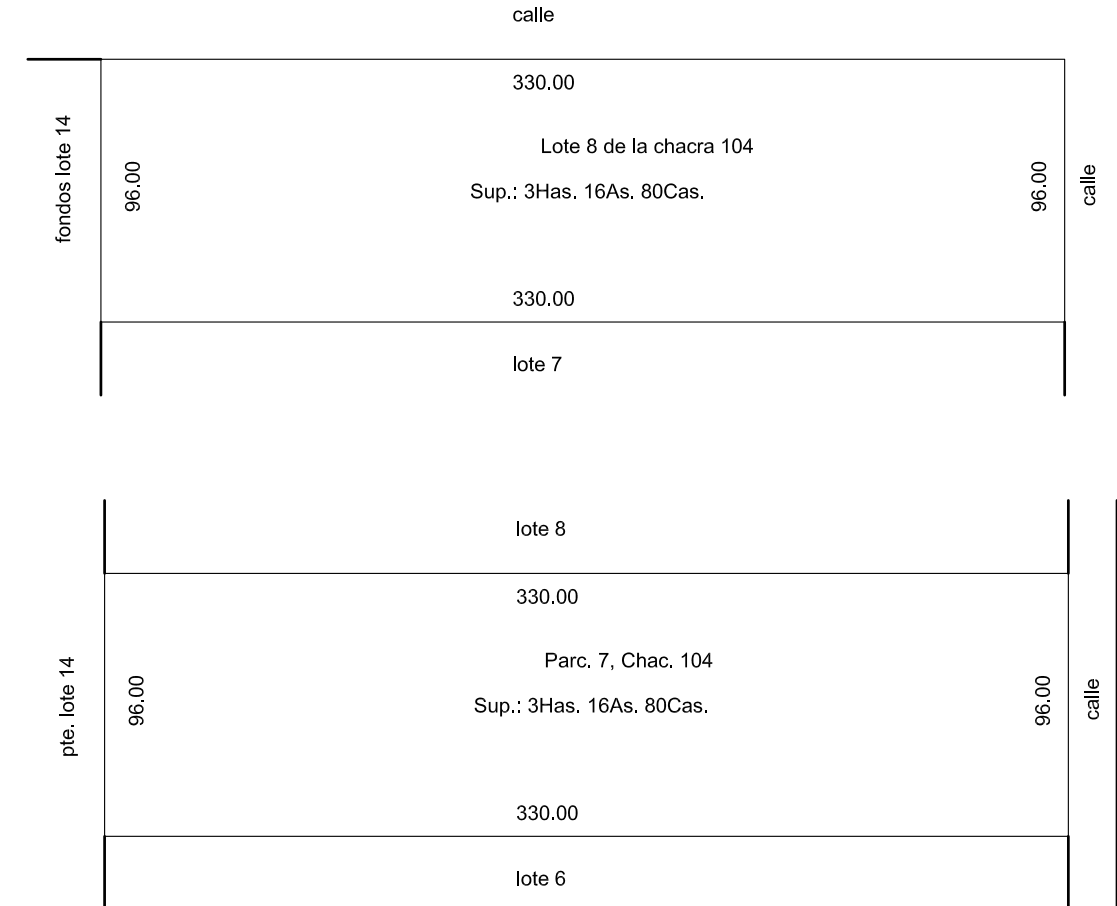 calle
330.00
fondos lote 14
96.00
Lote 8 de la chacra 104
Sup.: 3Has. 16As. 80Cas.
96.00
calle
330.00
lote 7
lote 8
330.00
pte. lote 14
96.00
Parc. 7, Chac. 104
Sup.: 3Has. 16As. 80Cas.
96.00
calle
330.00
lote 6